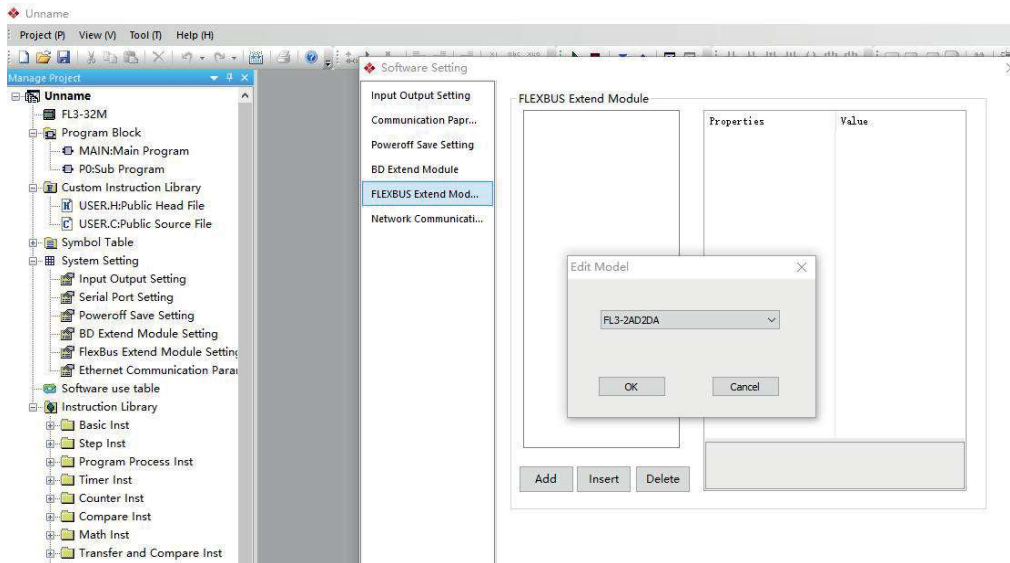 Unname
Project (P) View (V) Tool (T) Help (H)
Manage Project
Unname
FL3-32M
Program Block
MAIN:Main Program
P0:Sub Program
Custom Instruction Library
USER.H:Public Head File
USER.C:Public Source File
Symbol Table
System Setting
Input Output Setting
Serial Port Setting
Poweroff Save Setting
BD Extend Module Setting
FlexBus Extend Module Setting
Ethernet Communication Parar
Software use table
Instruction Library
Basic Inst
Step Inst
Program Process Inst
Timer Inst
Counter Inst
Compare Inst
Math Inst
Transfer and Compare Inst
Software Setting
Input Output Setting
Communication Papr...
Poweroff Save Setting
BD Extend Module
FLEXBUS Extend Mod...
Network Communicati...
FLEXBUS Extend Module
Properties Value
Edit Model
FL3-2AD2DA
OK Cancel
Add Insert Delete